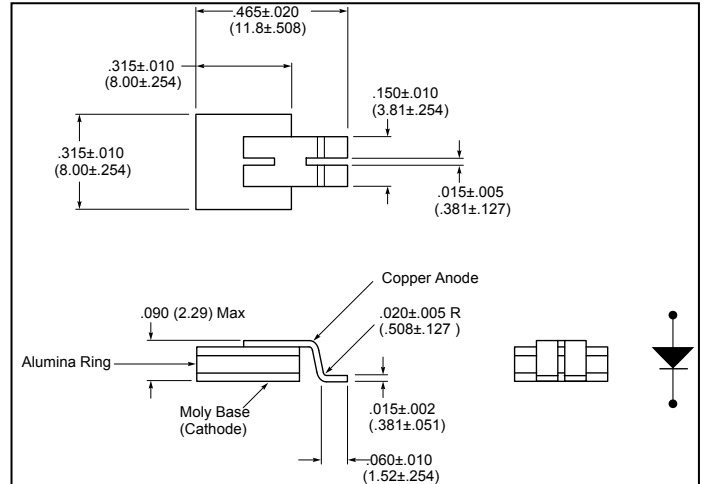 .465±.020
(11.8±.508)
.315±.010
(8.00±.254)
.150±.010
(3.81±.254)
.315±.010
(8.00±.254)
.015±.005
(.381±.127)
Copper Anode
.090 (2.29) Max
.020±.005 R
(.508±.127 )
Alumina Ring
Moly Base
(Cathode)
.015±.002
(.381±.051)
.060±.010
(1.52±.254)